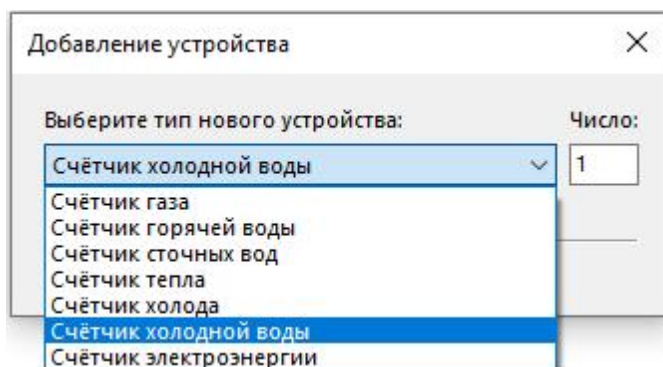 Добавление устройства
Выберите тип нового устройства: Число:
Счётчик холодной воды 1
Счётчик газа
Счётчик горячей воды
Счётчик сточных вод
Счётчик тепла
Счётчик холода
Счётчик холодной воды
Счётчик электроэнергии